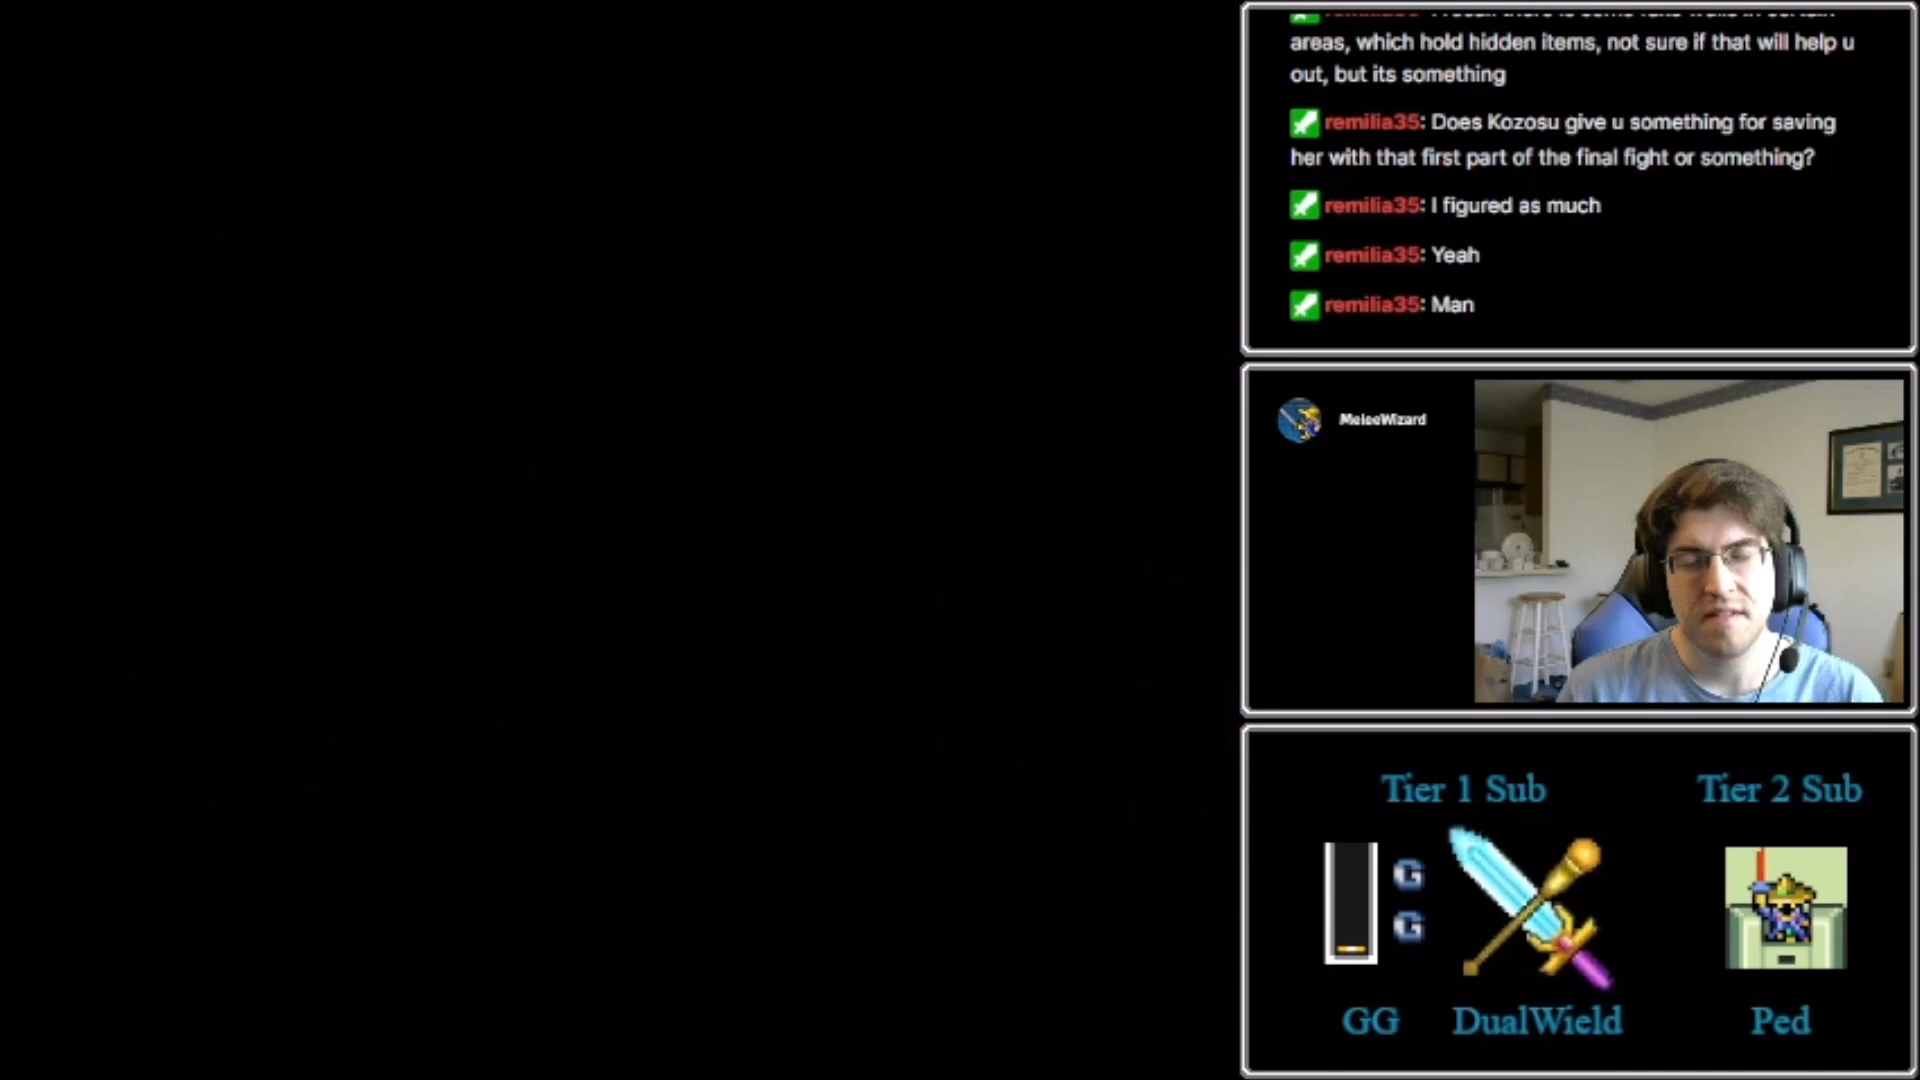 areas, which hold hidden items, not sure if that will help u
out, but its something
remilia35: Does Kozosu give u something for saving
her with that first part of the final fight or something?
remilia35: I figured as much
remilia35: Yeah
remilia35: Man
MeleeWizard
Tier 1 Sub
Tier 2 Sub
G
G
GG
DualWield
Ped